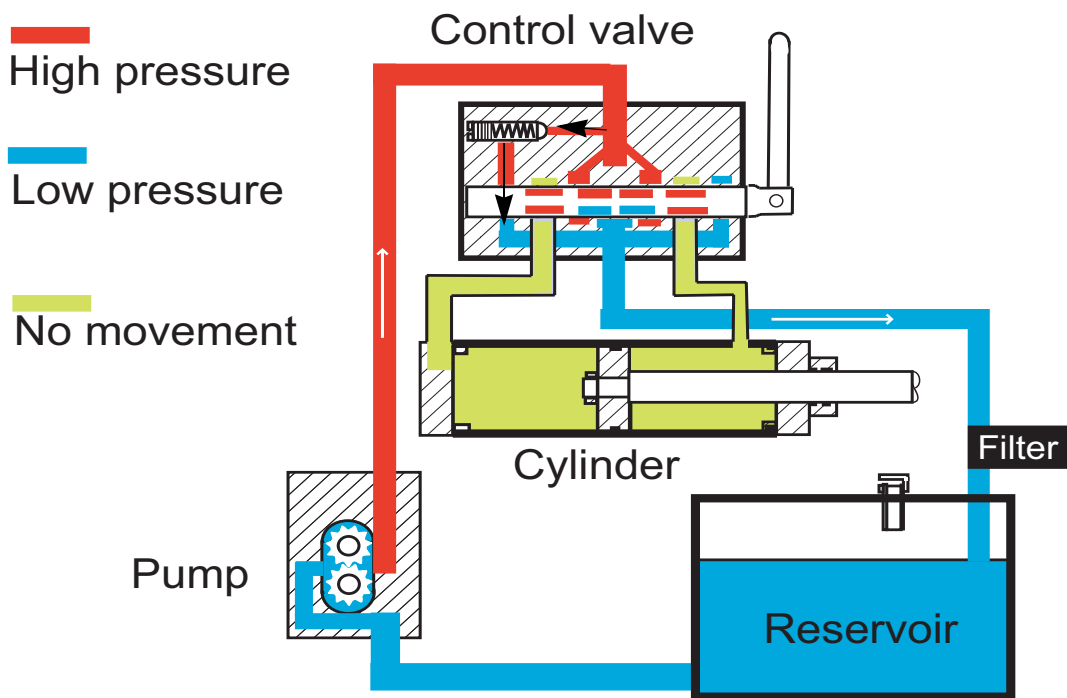 Control valve
High pressure
Low pressure
No movement
Cylinder
Filter
Pump
Reservoir